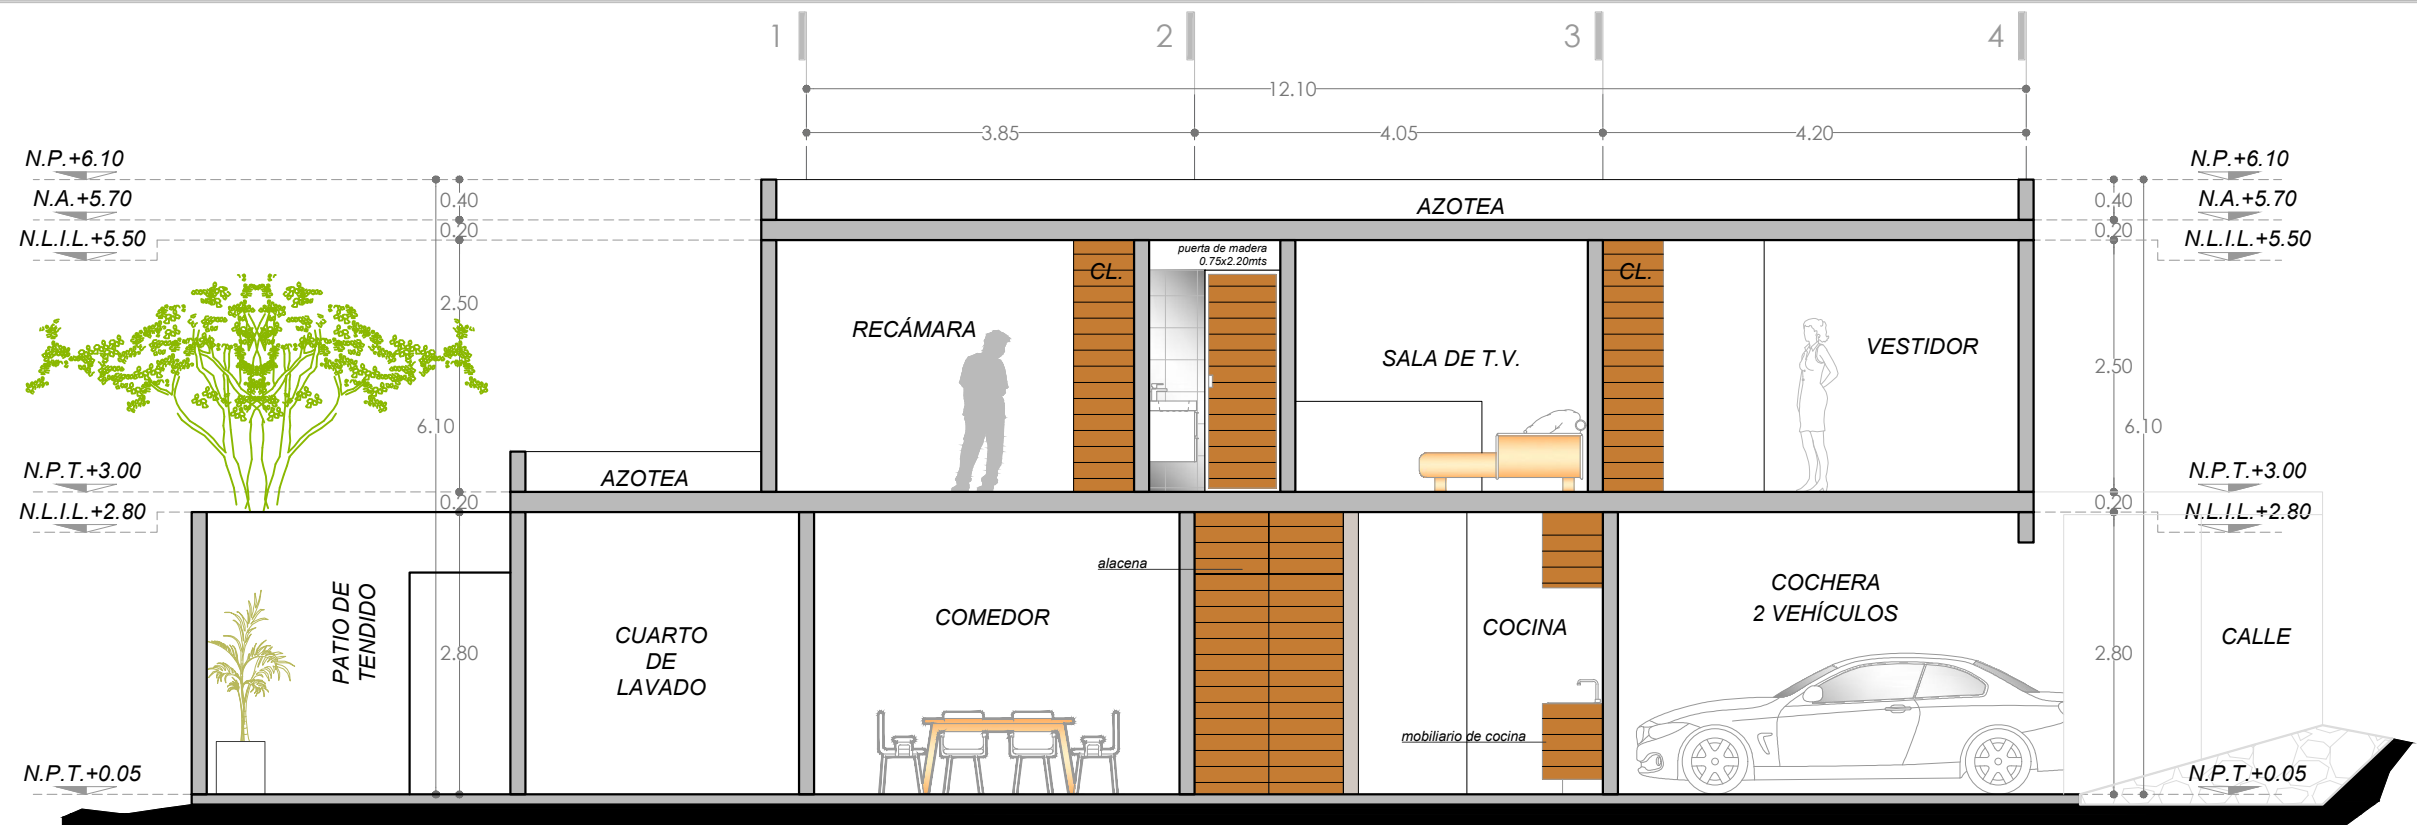 1
2
3
4
12.10
3.85
4.05
4.20
N.P.+6.10
N.A.+5.70
N.L.I.L.+5.50
N.P.T.+3.00
N.L.I.L.+2.80
N.P.T.+0.05
0.40
0.20
2.50
6.10
0.20
2.80
AZOTEA
puerta de madera
0.75x2.20mts
CL.
CL.
RECÁMARA
SALA DE T.V.
VESTIDOR
AZOTEA
PATIO DE
TENDIDO
CUARTO
DE
LAVADO
COMEDOR
alacena
COCINA
mobiliario de cocina
COCHERA
2 VEHÍCULOS
CALLE
0.40
0.20
2.50
6.10
0.20
2.80
N.P.+6.10
N.A.+5.70
N.L.I.L.+5.50
N.P.T.+3.00
N.L.I.L.+2.80
N.P.T.+0.05